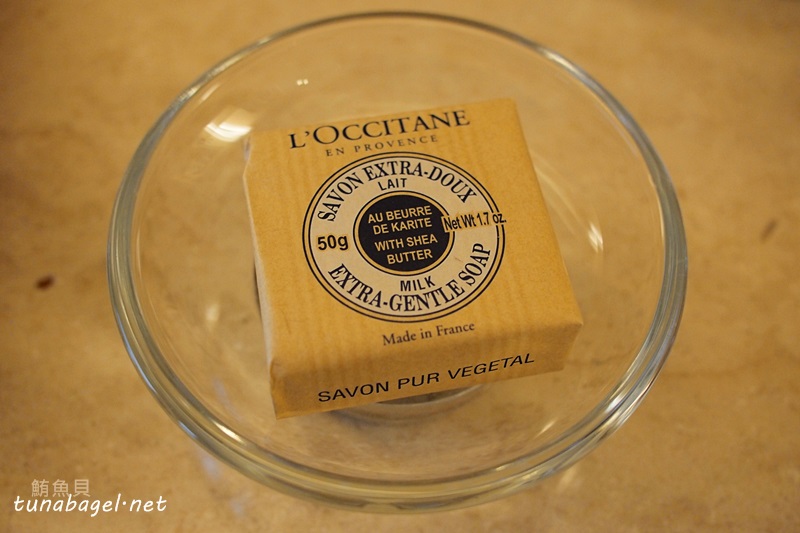 L'OCCITANE
EN PROVENCE
SAVON EXTRA-DOUX
LAIT
AU BEURRE
DE KARITE
WITH SHEA
BUTTER
50g
Net Wt 1.7 oz.
MILK
EXTRA-GENTLE SOAP
Made in France
SAVON PUR VEGETAL
鮪魚貝
tunabagel.net